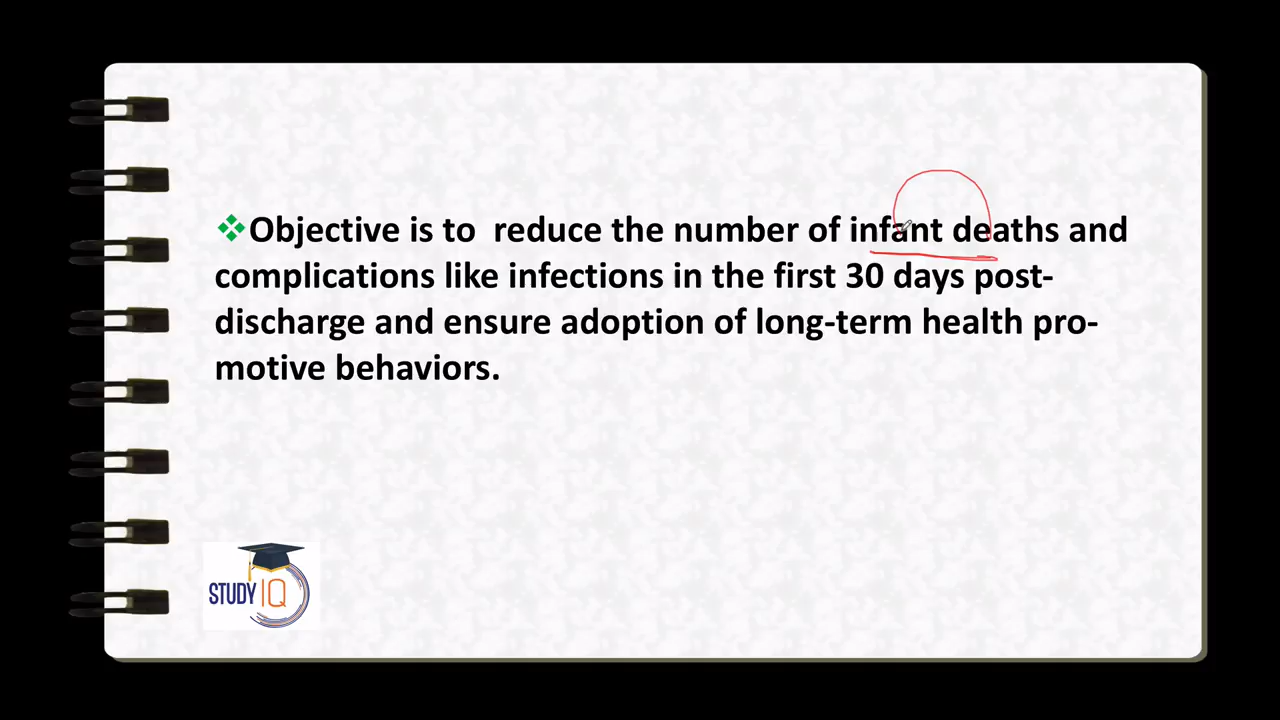 Objective is to reduce the number of infant deaths and
complications like infections in the first 30 days post-
discharge and ensure adoption of long-term health pro-
motive behaviors.
STUDY IQ